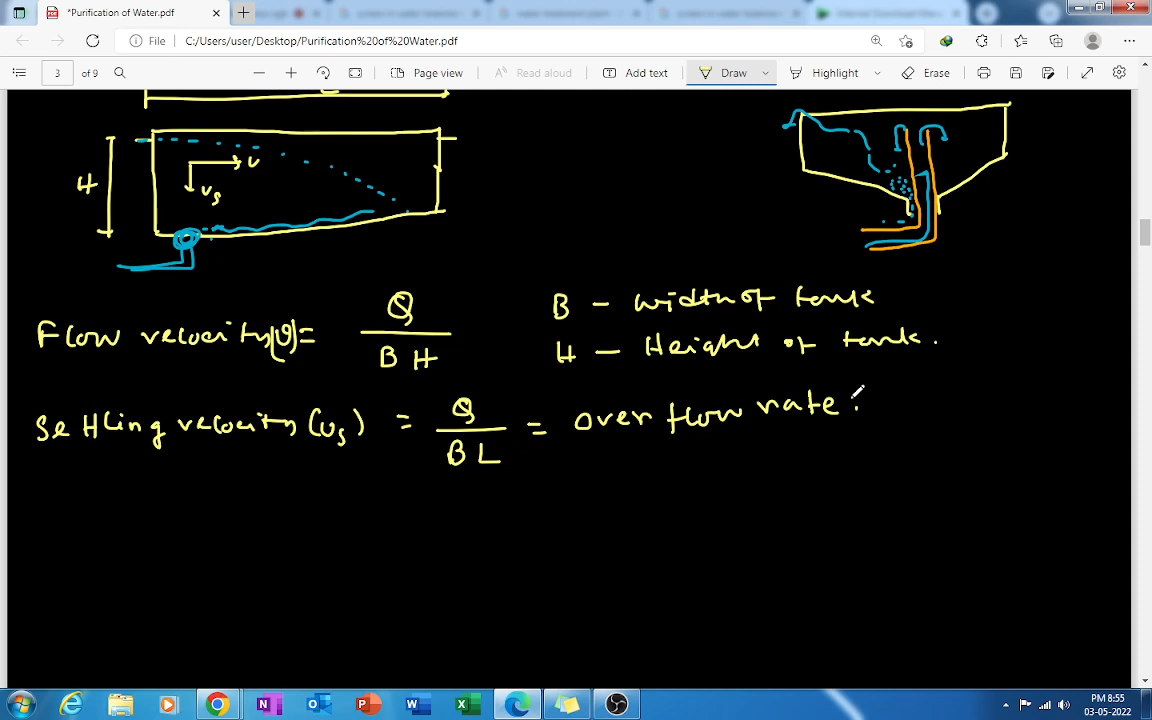 *Purification of Water.pdf
File C:/Users/user/Desktop/Purification%20of%20Water.pdf
3 of 9 Page view Read aloud Add text Draw Highlight Erase
H
v
vs
Flow velocity(v) = Q / BH
B - width of tank
H - Height of tank.
Settling velocity (vs) = Q / BL = over flow rate.
PM 8:55
03-05-2022